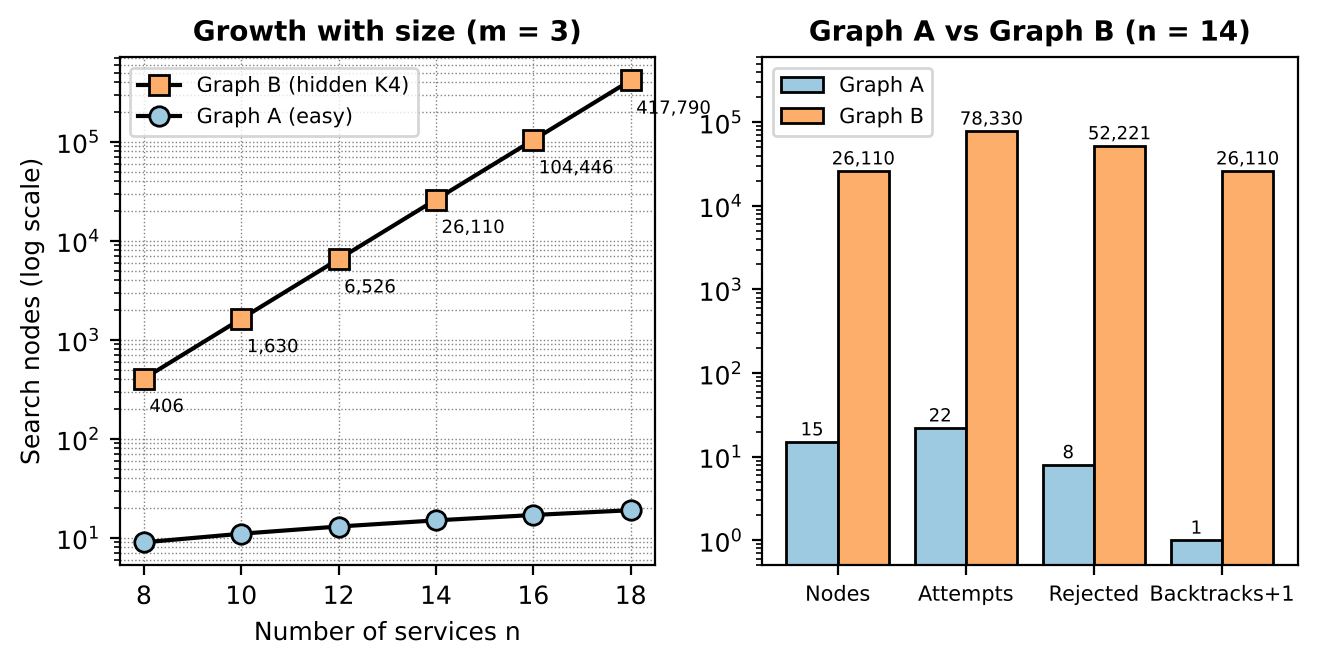 Growth with size (m = 3)
Graph B (hidden K4)
Graph A (easy)
Search nodes (log scale)
10^5
10^4
10^3
10^2
10^1
406
1,630
6,526
26,110
104,446
417,790
8 10 12 14 16 18
Number of services n
Graph A vs Graph B (n = 14)
Graph A
Graph B
10^5
10^4
10^3
10^2
10^1
10^0
15 26,110
22 78,330
8 52,221
1 26,110
Nodes Attempts Rejected Backtracks+1